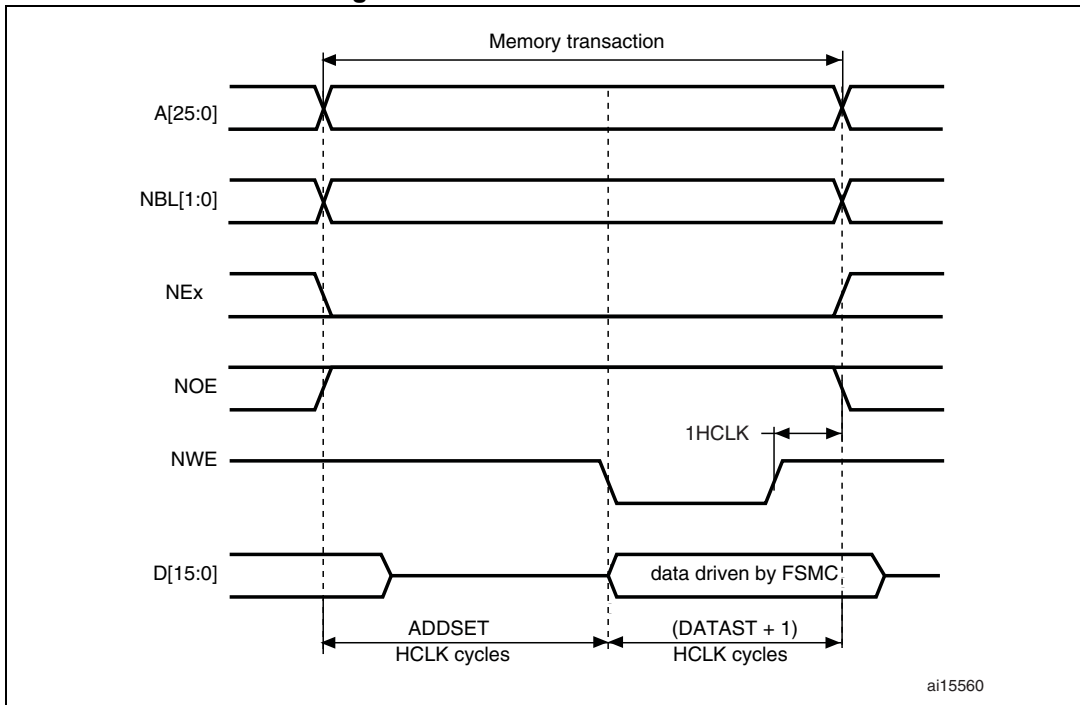 Memory transaction
A[25:0]
NBL[1:0]
NEx
NOE
1HCLK
NWE
D[15:0]
data driven by FSMC
ADDSET
HCLK cycles
(DATAST + 1)
HCLK cycles
ai15560